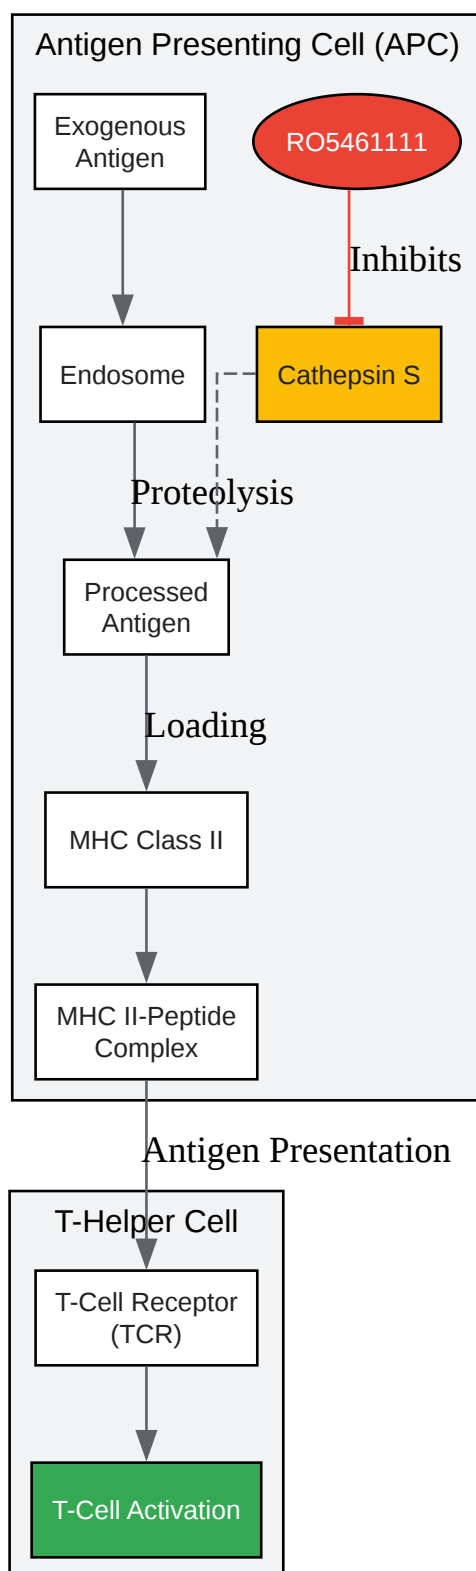 Antigen Presenting Cell (APC)
Exogenous
Antigen
RO5461111
Inhibits
Endosome
Cathepsin S
Proteolysis
Processed
Antigen
Loading
MHC Class II
MHC II-Peptide
Complex
Antigen Presentation
T-Helper Cell
T-Cell Receptor
(TCR)
T-Cell Activation